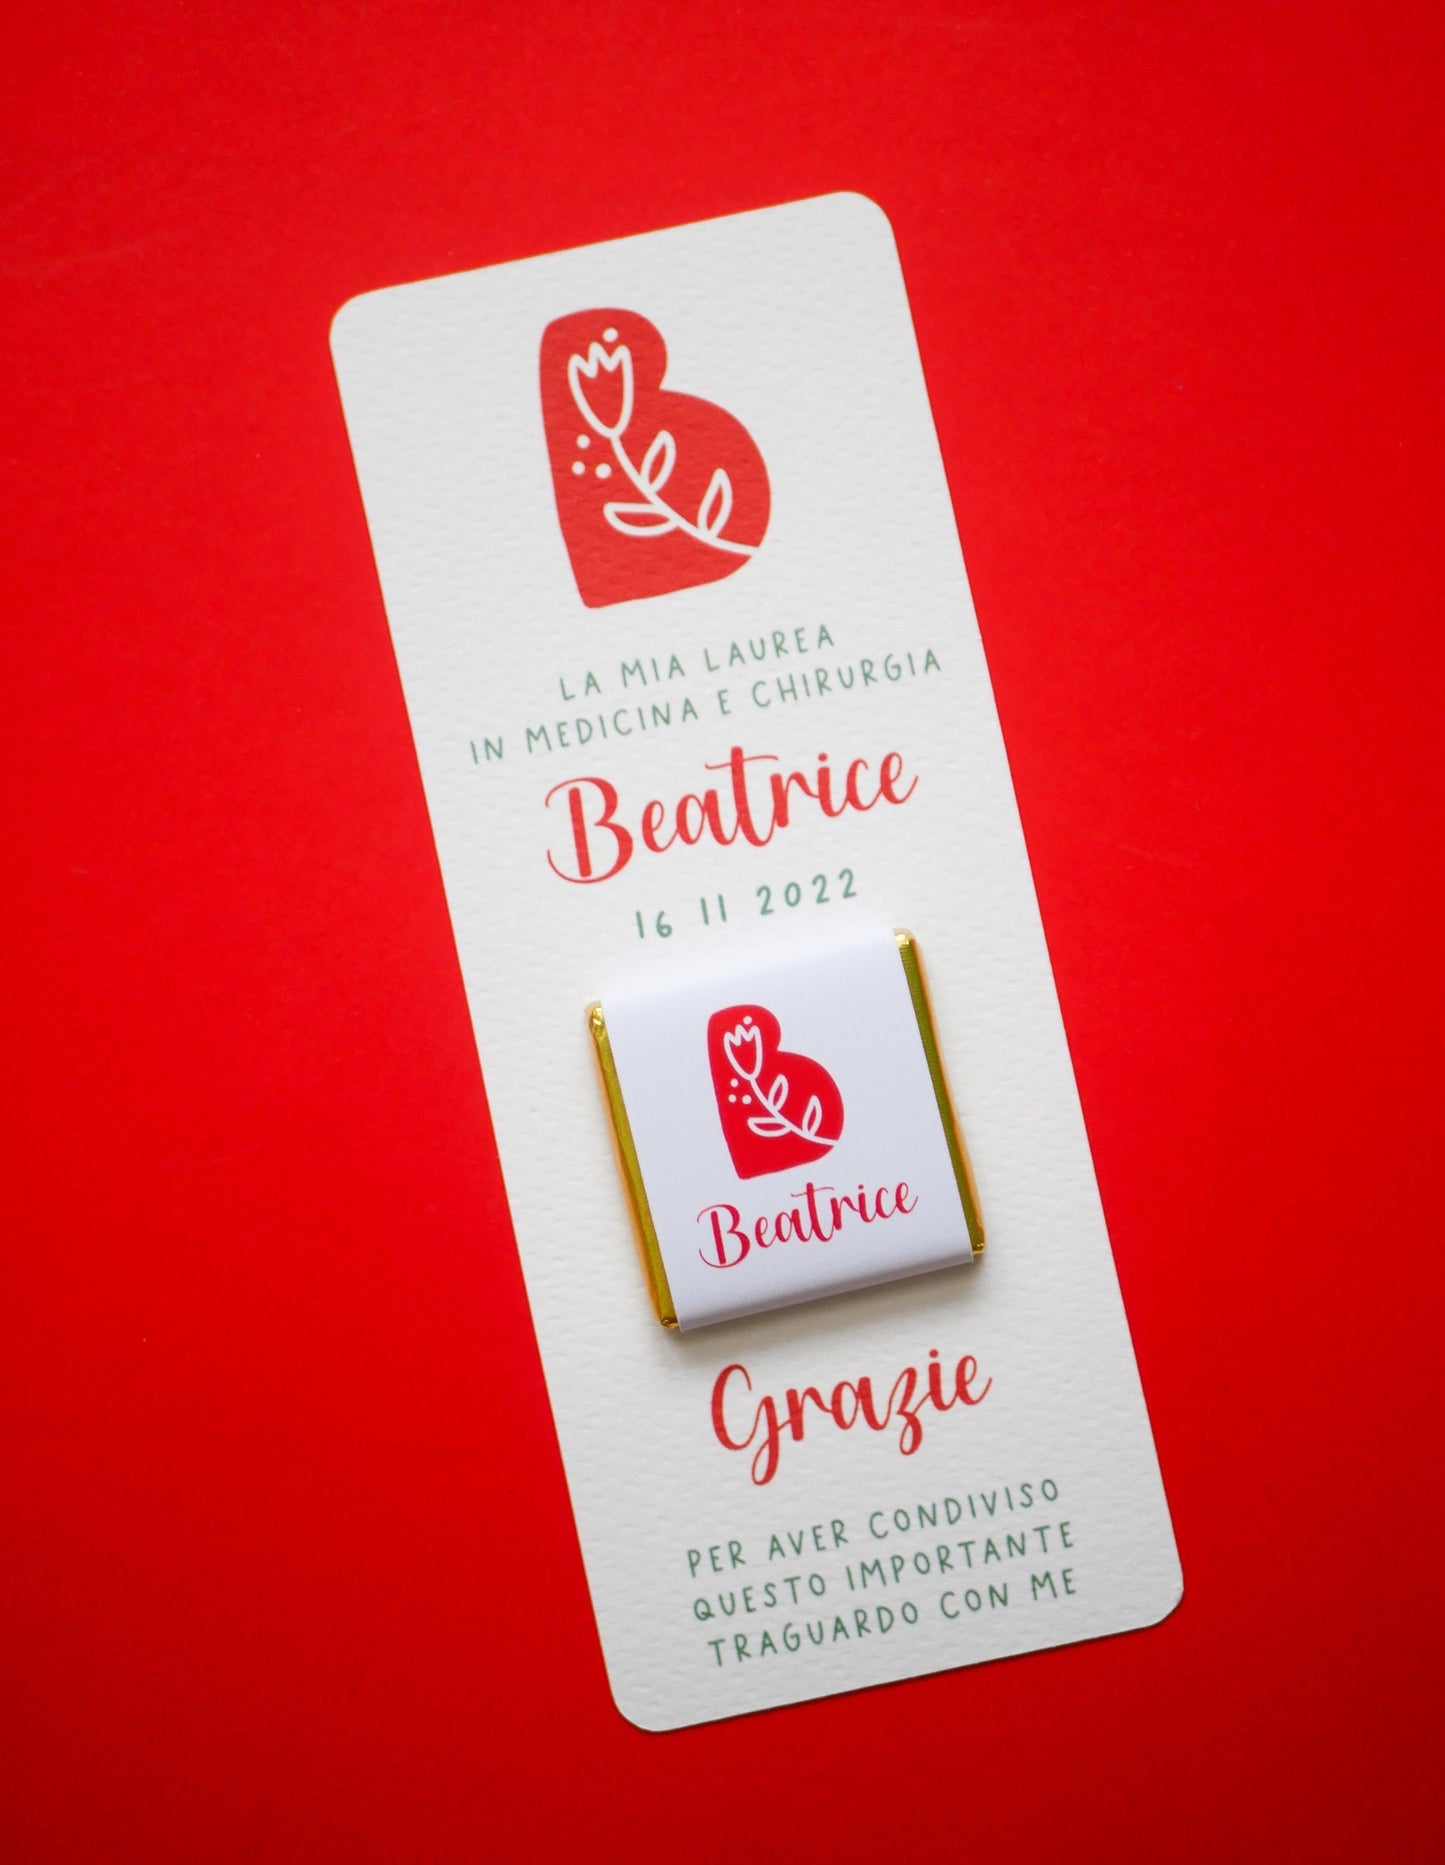 B
LA MIA LAUREA
IN MEDICINA E CHIRURGIA
Beatrice
16 11 2022
B
Beatrice
Grazie
PER AVER CONDIVISO
QUESTO IMPORTANTE
TRAGUARDO CON ME